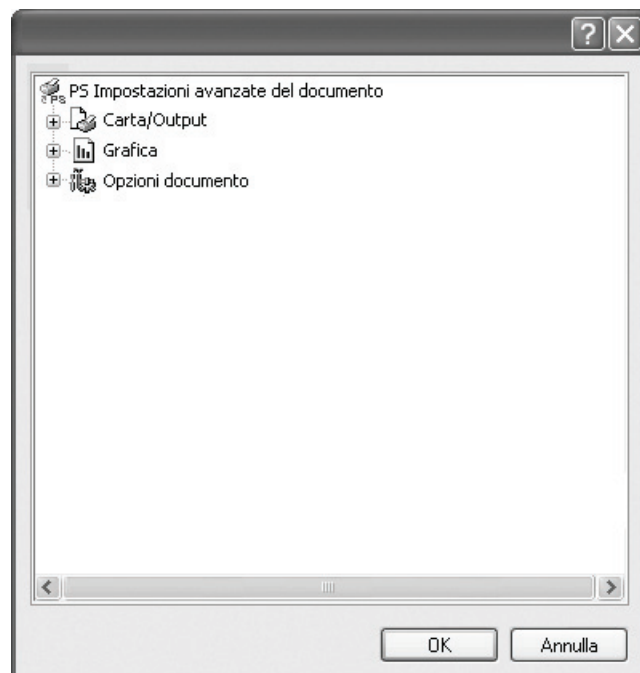 PS Impostazioni avanzate del documento
Carta/Output
Grafica
Opzioni documento
OK
Annulla